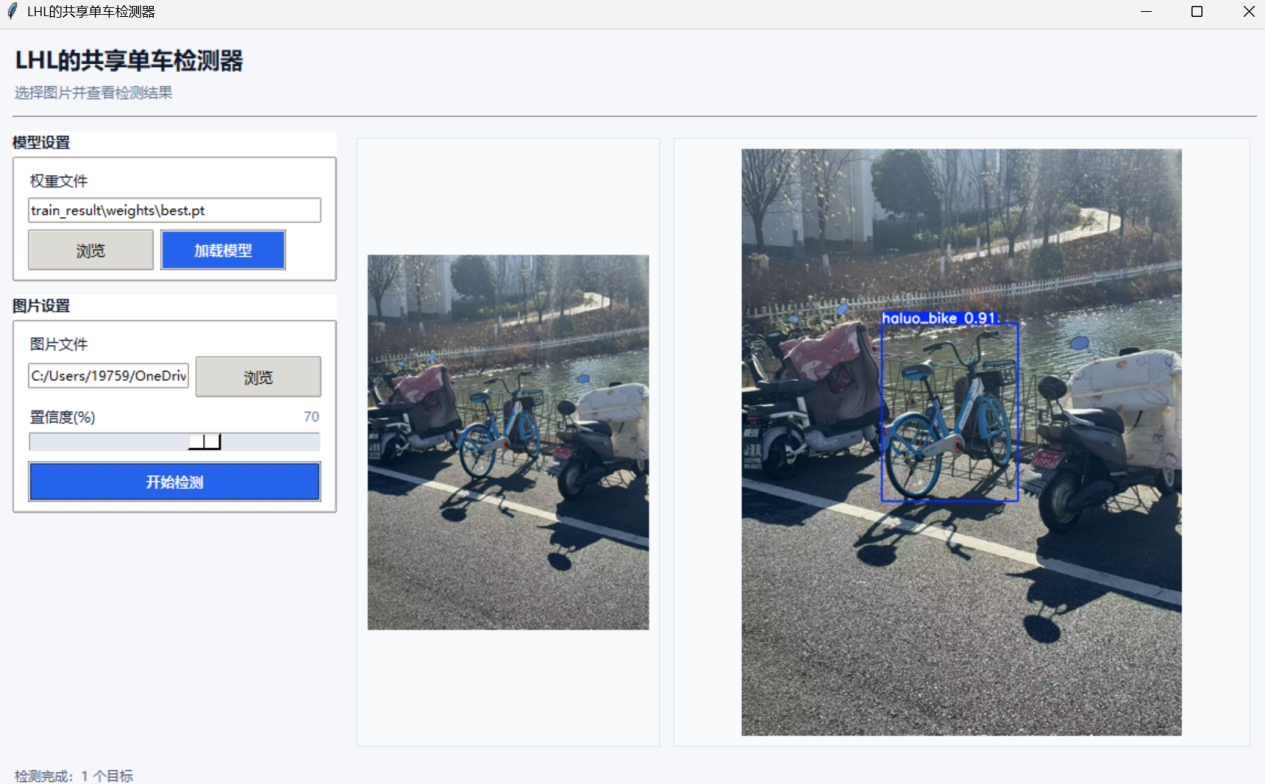 LHL的共享单车检测器
LHL的共享单车检测器
选择图片并查看检测结果
模型设置
权重文件
train_result\weights\best.pt
浏览
加载模型
图片设置
图片文件
C:/Users/19759/OneDriv
浏览
置信度(%)
70
开始检测
haluo_bike 0.91
检测完成：1 个目标